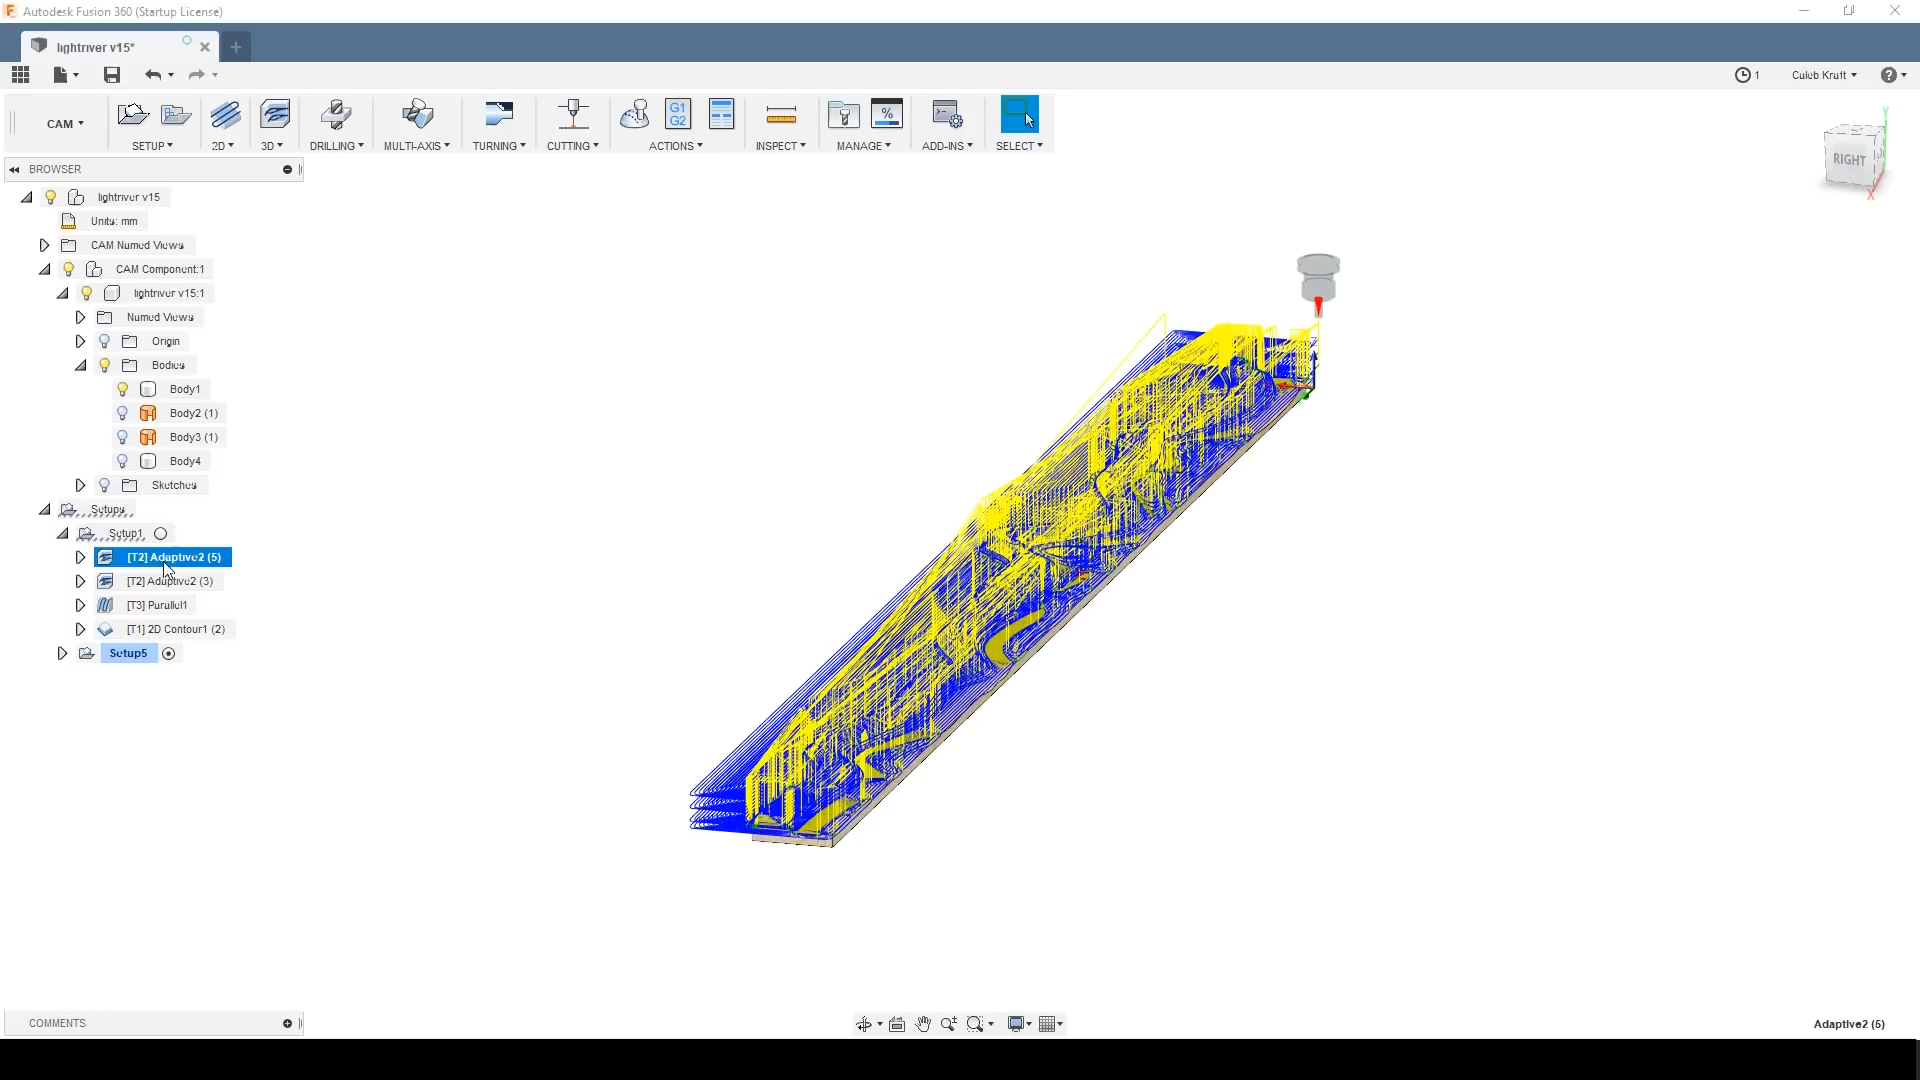 Autodesk Fusion 360 (Startup License)
lightriver v15*
1
Caleb Kraft
CAM
SETUP
2D
3D
DRILLING
MULTI-AXIS
TURNING
CUTTING
G1
G2
ACTIONS
INSPECT
%
MANAGE
ADD-INS
SELECT
BROWSER
lightriver v15
Units: mm
CAM Named Views
CAM Component:1
lightriver v15:1
Named Views
Origin
Bodies
Body1
Body2 (1)
Body3 (1)
Body4
Sketches
Setups
Setup1
[T2] Adaptive2 (5)
[T2] Adaptive2 (3)
[T3] Parallel1
[T1] 2D Contour1 (2)
Setup5
RIGHT
Y
X
COMMENTS
Adaptive2 (5)